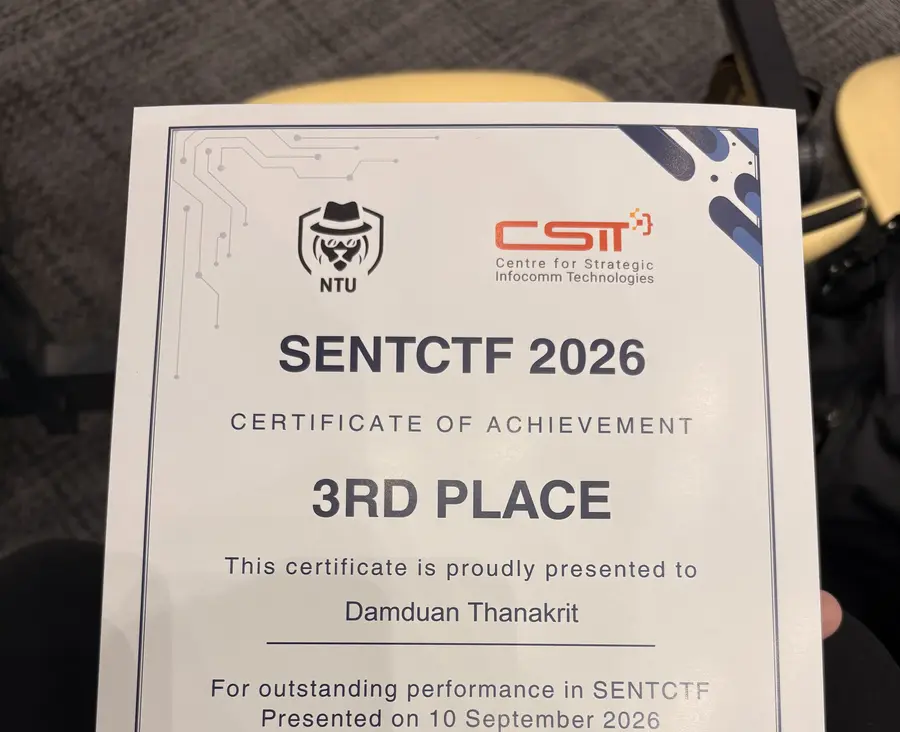 NTU
CSIT
Centre for Strategic
Infocomm Technologies
SENTCTF 2026
CERTIFICATE OF ACHIEVEMENT
3RD PLACE
This certificate is proudly presented to
Damduan Thanakrit
For outstanding performance in SENTCTF
Presented on 10 September 2026